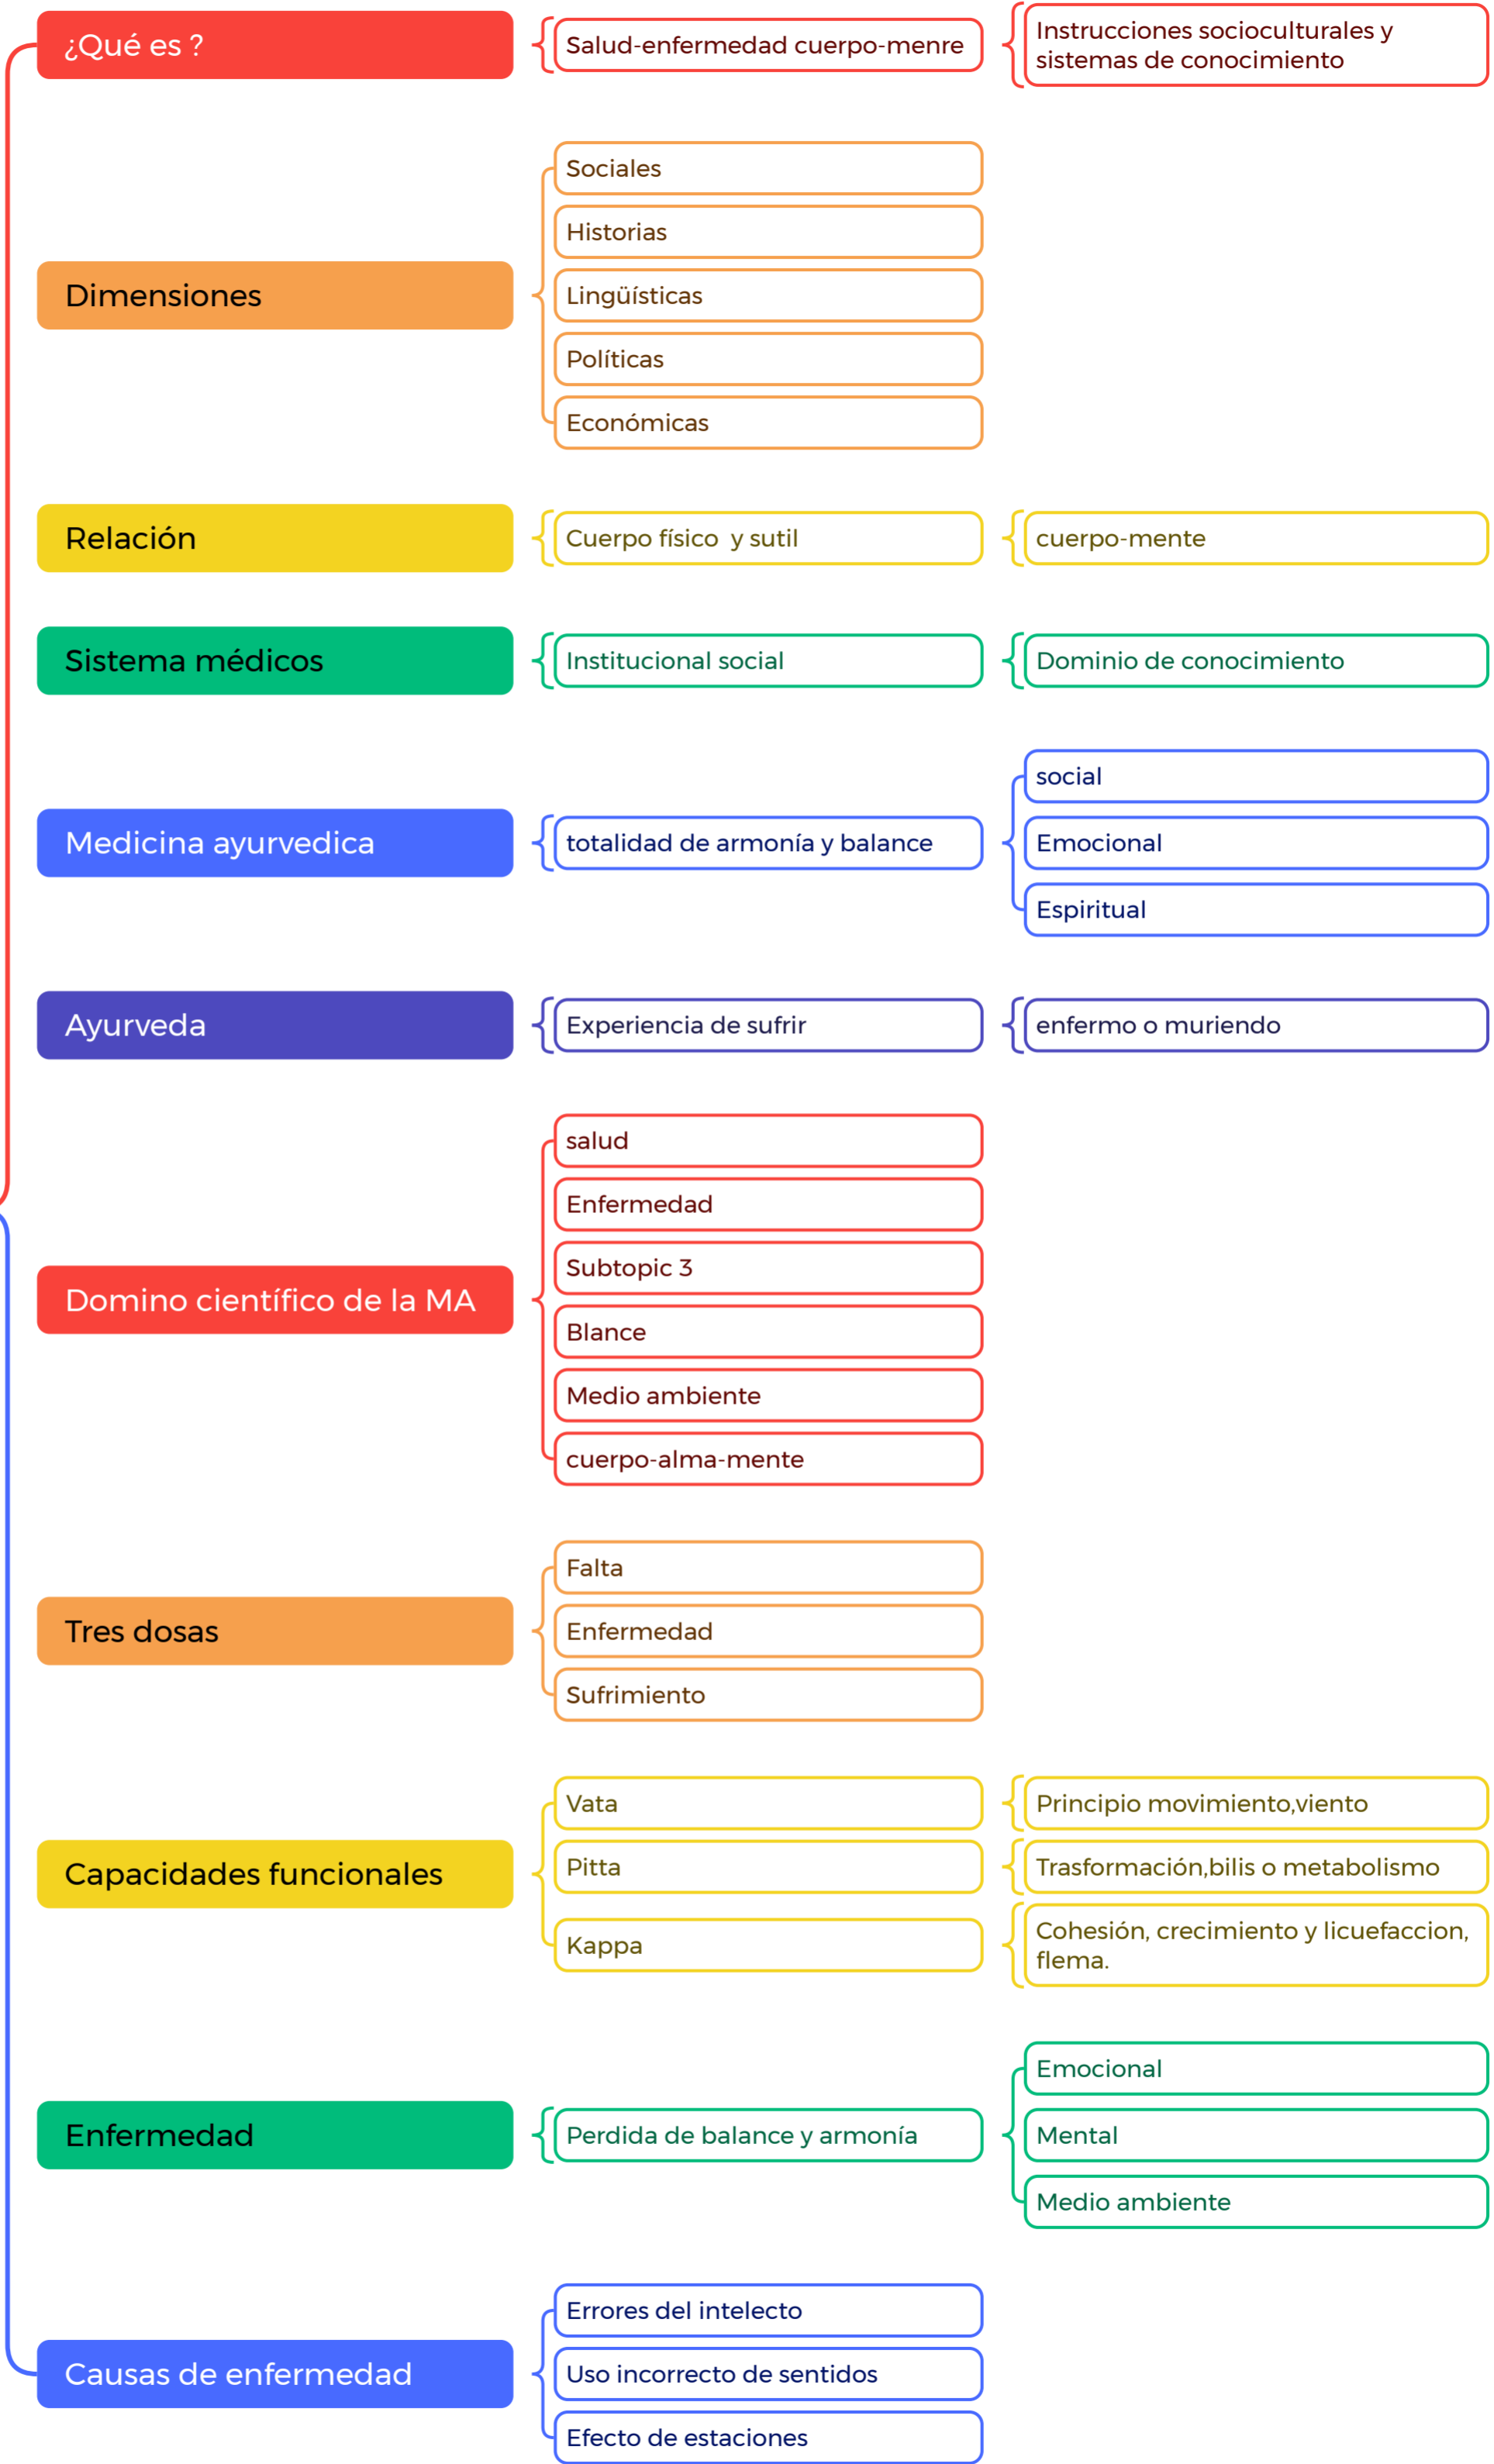 ¿Qué es ?
Salud-enfermedad cuerpo-menre
Instrucciones socioculturales y
sistemas de conocimiento
Dimensiones
Sociales
Historias
Lingüísticas
Políticas
Económicas
Relación
Cuerpo físico  y sutil
cuerpo-mente
Sistema médicos
Institucional social
Dominio de conocimiento
Medicina ayurvedica
totalidad de armonía y balance
social
Emocional
Espiritual
Ayurveda
Experiencia de sufrir
enfermo o muriendo
Domino científico de la MA
salud
Enfermedad
Subtopic 3
Blance
Medio ambiente
cuerpo-alma-mente
Tres dosas
Falta
Enfermedad
Sufrimiento
Capacidades funcionales
Vata
Principio movimiento,viento
Pitta
Trasformación,bilis o metabolismo
Kappa
Cohesión, crecimiento y licuefaccion,
flema.
Enfermedad
Perdida de balance y armonía
Emocional
Mental
Medio ambiente
Causas de enfermedad
Errores del intelecto
Uso incorrecto de sentidos
Efecto de estaciones